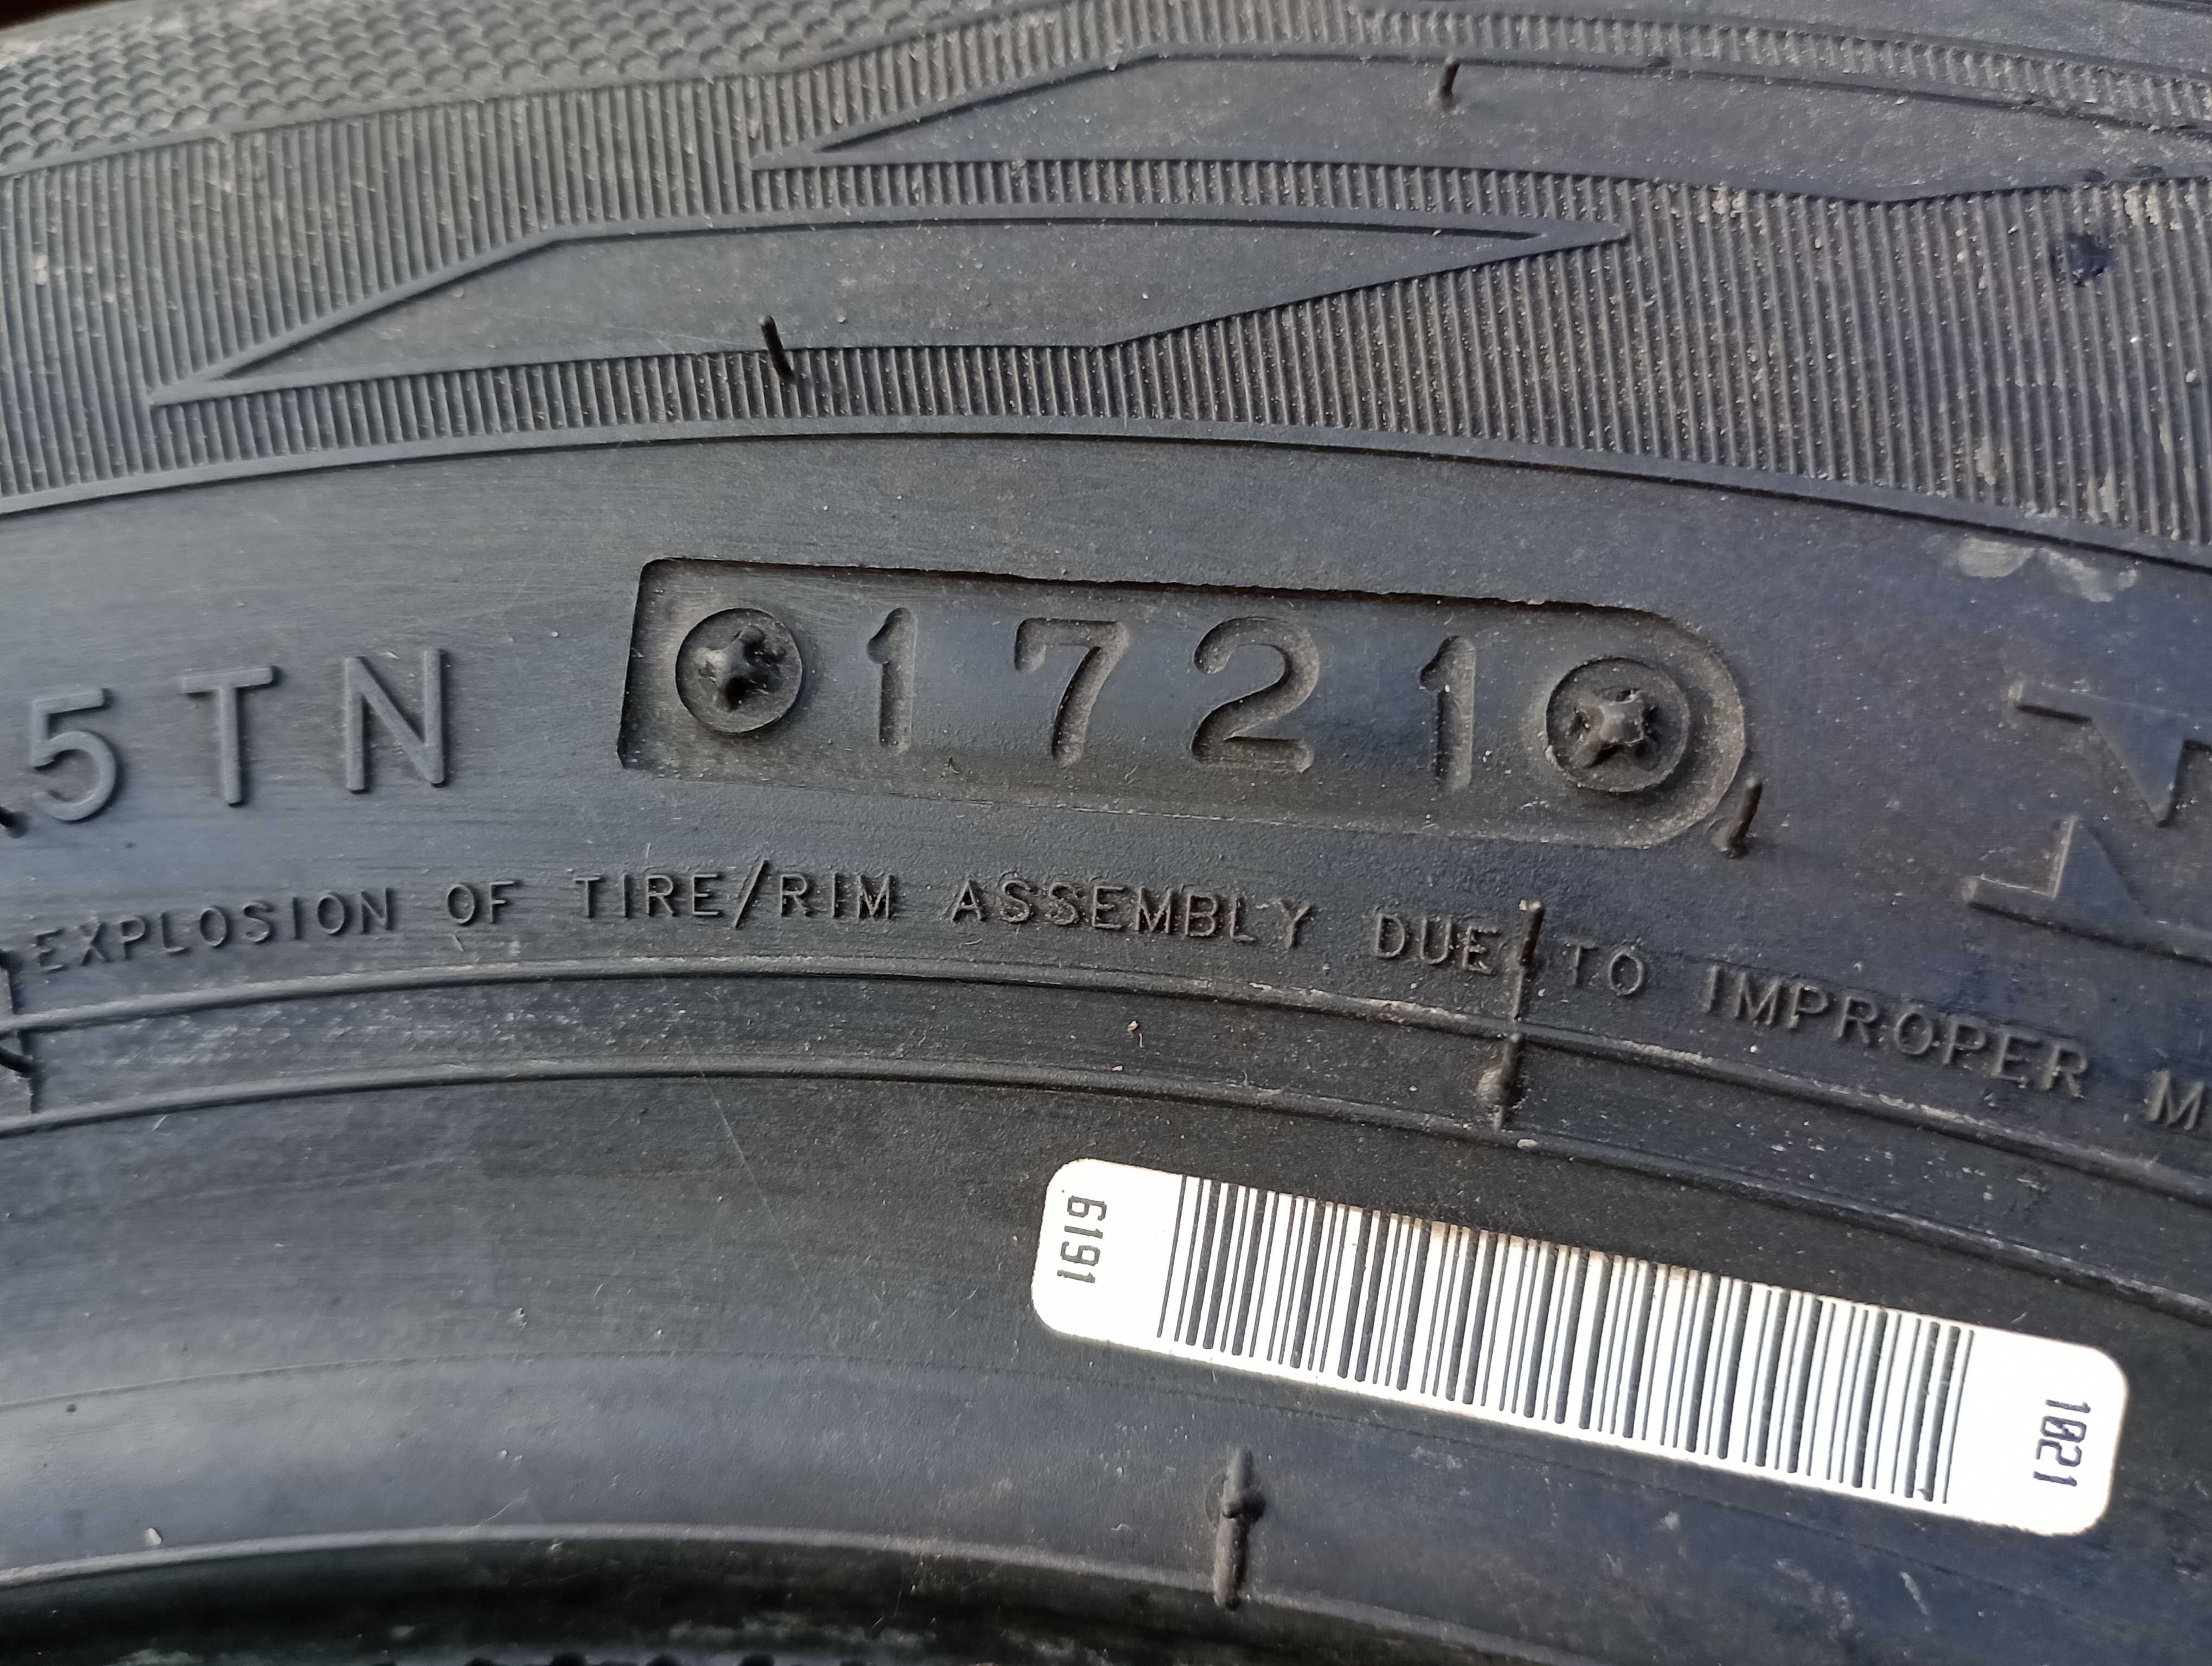 5TN 1721
EXPLOSION OF TIRE/RIM ASSEMBLY DUE TO IMPROPER M
6191
1021